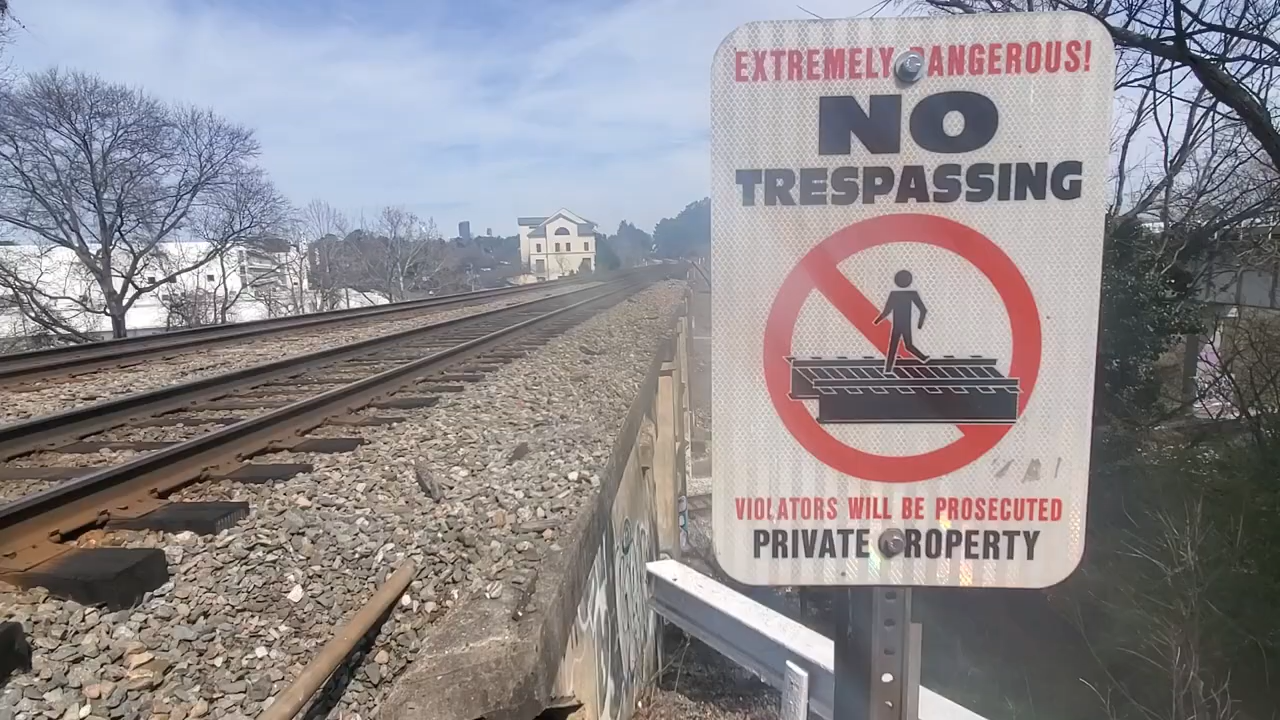 EXTREMELY DANGEROUS!
NO
TRESPASSING
VIOLATORS WILL BE PROSECUTED
PRIVATE PROPERTY